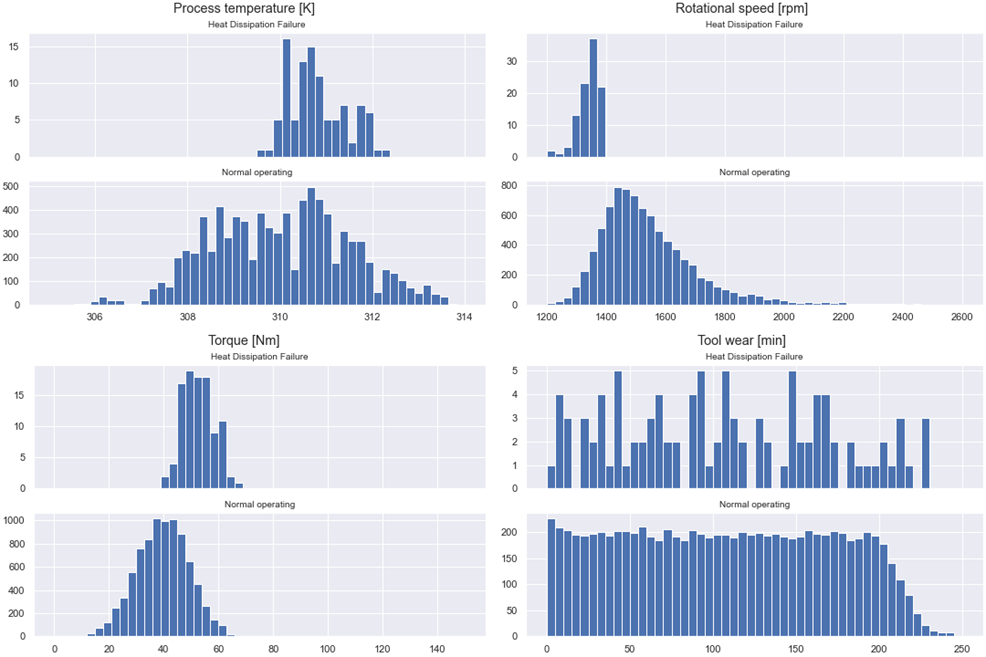 Process temperature [K]
Heat Dissipation Failure
15
10
5
0
Normal operating
500
400
300
200
100
0
306 308 310 312 314
Rotational speed [rpm]
Heat Dissipation Failure
30
20
10
0
Normal operating
800
600
400
200
0
1200 1400 1600 1800 2000 2200 2400 2600
Torque [Nm]
Heat Dissipation Failure
15
10
5
0
Normal operating
1000
800
600
400
200
0
0 20 40 60 80 100 120 140
Tool wear [min]
Heat Dissipation Failure
5
4
3
2
1
0
Normal operating
200
150
100
50
0
0 50 100 150 200 250